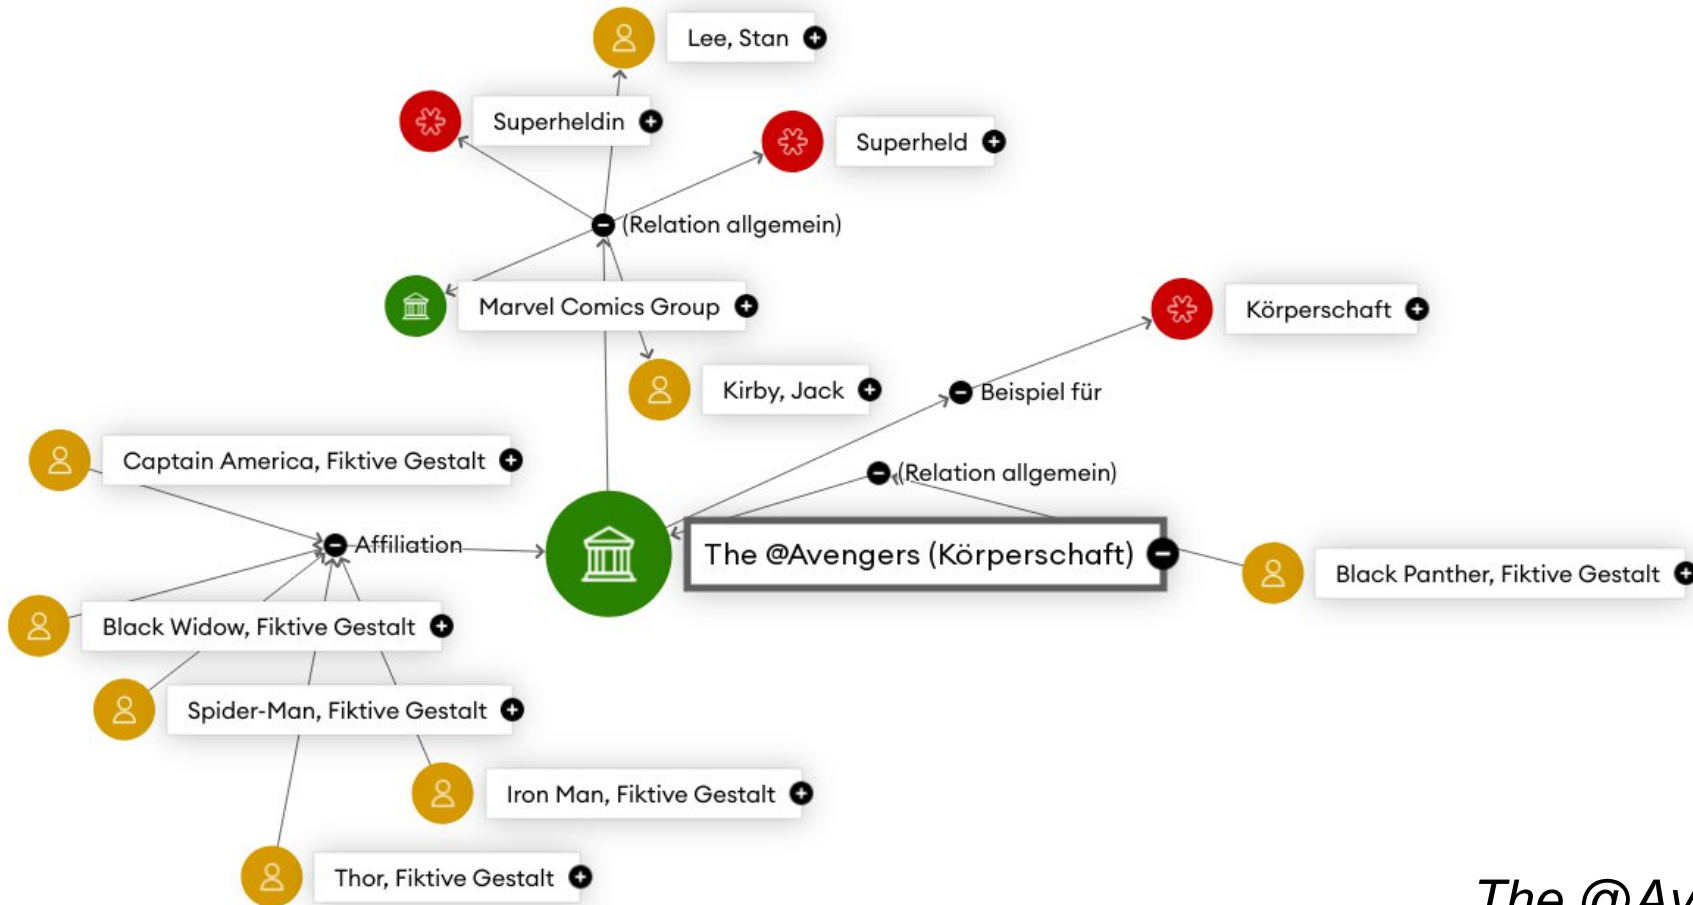 Lee, Stan
Superheldin
Superheld
(Relation allgemein)
Marvel Comics Group
Körperschaft
Kirby, Jack
Beispiel für
Captain America, Fiktive Gestalt
(Relation allgemein)
Affiliation
The @Avengers (Körperschaft)
Black Panther, Fiktive Gestalt
Black Widow, Fiktive Gestalt
Spider-Man, Fiktive Gestalt
Iron Man, Fiktive Gestalt
Thor, Fiktive Gestalt
The @Av